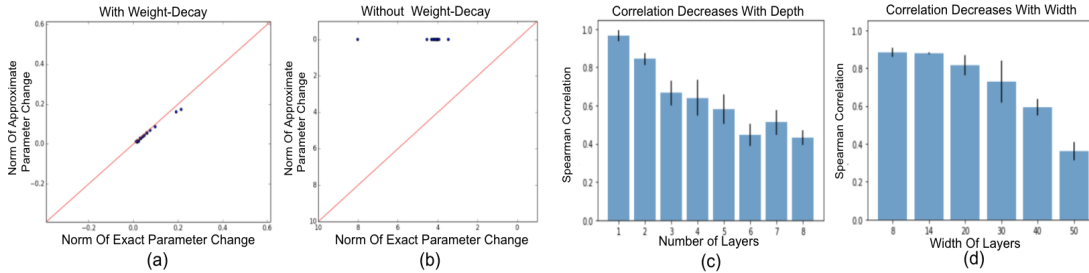 With Weight-Decay
Norm Of Approximate
Parameter Change
0.6
0.4
0.2
0.0
−0.2
−0.2 0.0 0.2 0.4 0.6
Norm Of Exact Parameter Change
(a)
Without Weight-Decay
Norm Of Approximate
Parameter Change
0
2
4
6
8
10
10 8 6 4 2 0
Norm Of Exact Parameter Change
(b)
Correlation Decreases With Depth
Spearman Correlation
1.0
0.8
0.6
0.4
0.2
0.0
1 2 3 4 5 6 7 8
Number of Layers
(c)
Correlation Decreases With Width
Spearman Correlation
1.0
0.8
0.6
0.4
0.2
0.0
8 14 20 30 40 50
Width Of Layers
(d)